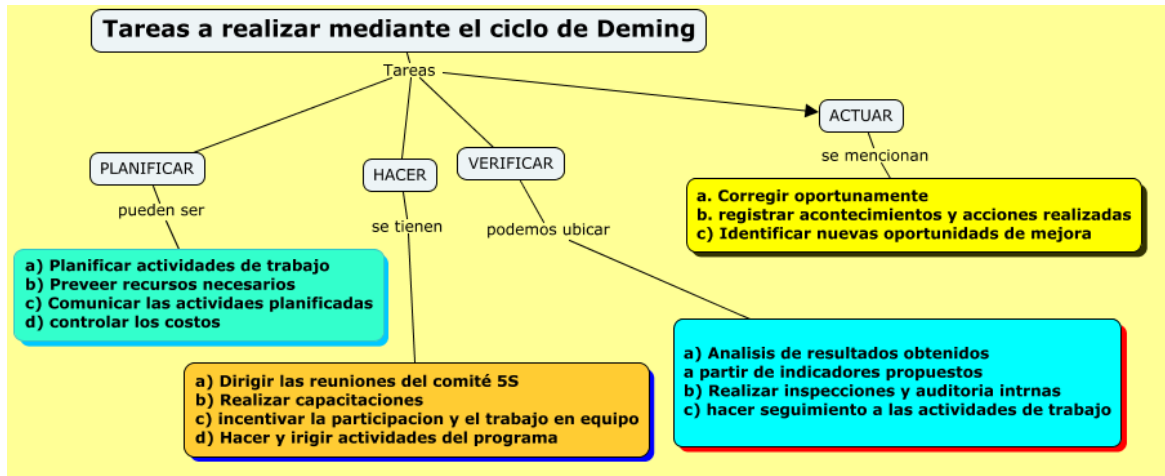 Tareas a realizar mediante el ciclo de Deming
Tareas
PLANIFICAR
pueden ser
a) Planificar actividades de trabajo
b) Preveer recursos necesarios
c) Comunicar las actividaes planificadas
d) controlar los costos
HACER
se tienen
a) Dirigir las reuniones del comité 5S
b) Realizar capacitaciones
c) incentivar la participacion y el trabajo en equipo
d) Hacer y irigir actividades del programa
VERIFICAR
podemos ubicar
a) Analisis de resultados obtenidos
a partir de indicadores propuestos
b) Realizar inspecciones y auditoria intrnas
c) hacer seguimiento a las actividades de trabajo
ACTUAR
se mencionan
a. Corregir oportunamente
b. registrar acontecimientos y acciones realizadas
c) Identificar nuevas oportunidads de mejora